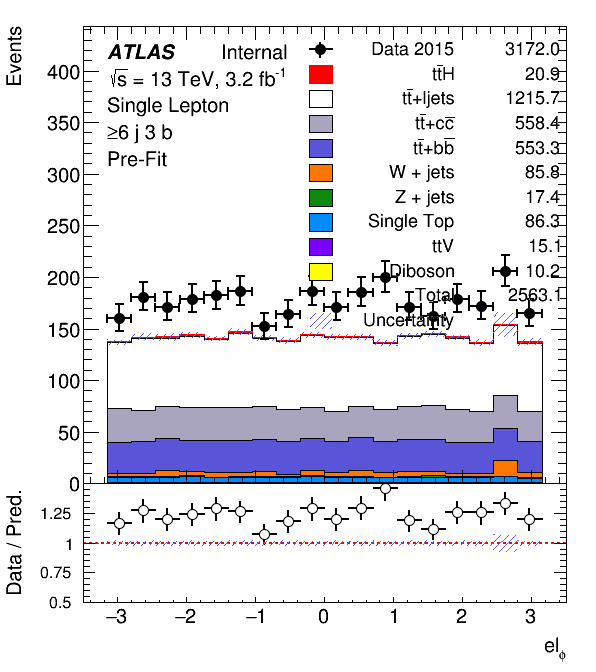 Events
ATLAS Internal
√s = 13 TeV, 3.2 fb⁻¹
Single Lepton
≥6 j 3 b
Pre-Fit
Data 2015 3172.0
tt̅H 20.9
tt̅+ljets 1215.7
tt̅+cc̅ 558.4
tt̅+bb̅ 553.3
W + jets 85.8
Z + jets 17.4
Single Top 86.3
ttV 15.1
Diboson 10.2
Total 2563.1
Uncertainty
400
350
300
250
200
150
100
50
0
Data / Pred.
1.25
1
0.75
0.5
−3 −2 −1 0 1 2 3
el_ϕ